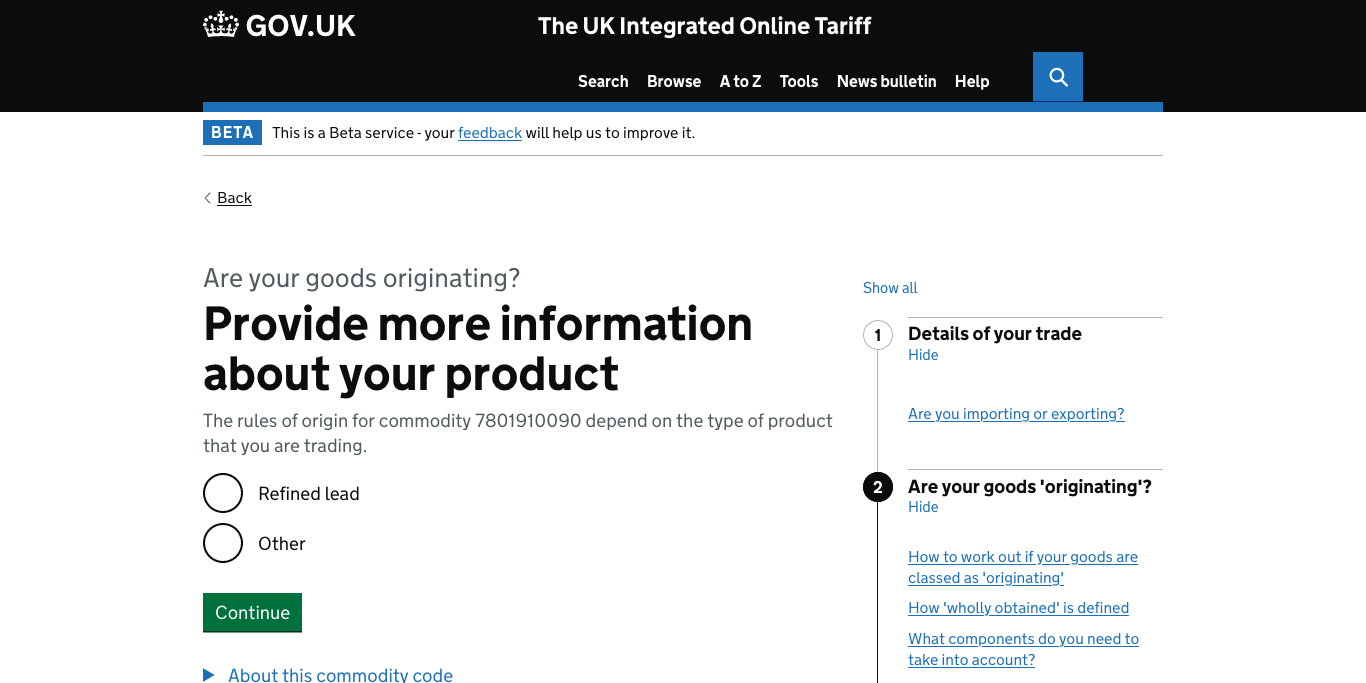 GOV.UK
The UK Integrated Online Tariff
Search Browse A to Z Tools News bulletin Help
BETA This is a Beta service - your feedback will help us to improve it.
Back
Are your goods originating?
Provide more information
about your product
The rules of origin for commodity 7801910090 depend on the type of product
that you are trading.
Refined lead
Other
Continue
About this commodity code
Show all
1 Details of your trade
Hide
Are you importing or exporting?
2 Are your goods 'originating'?
Hide
How to work out if your goods are
classed as 'originating'
How 'wholly obtained' is defined
What components do you need to
take into account?